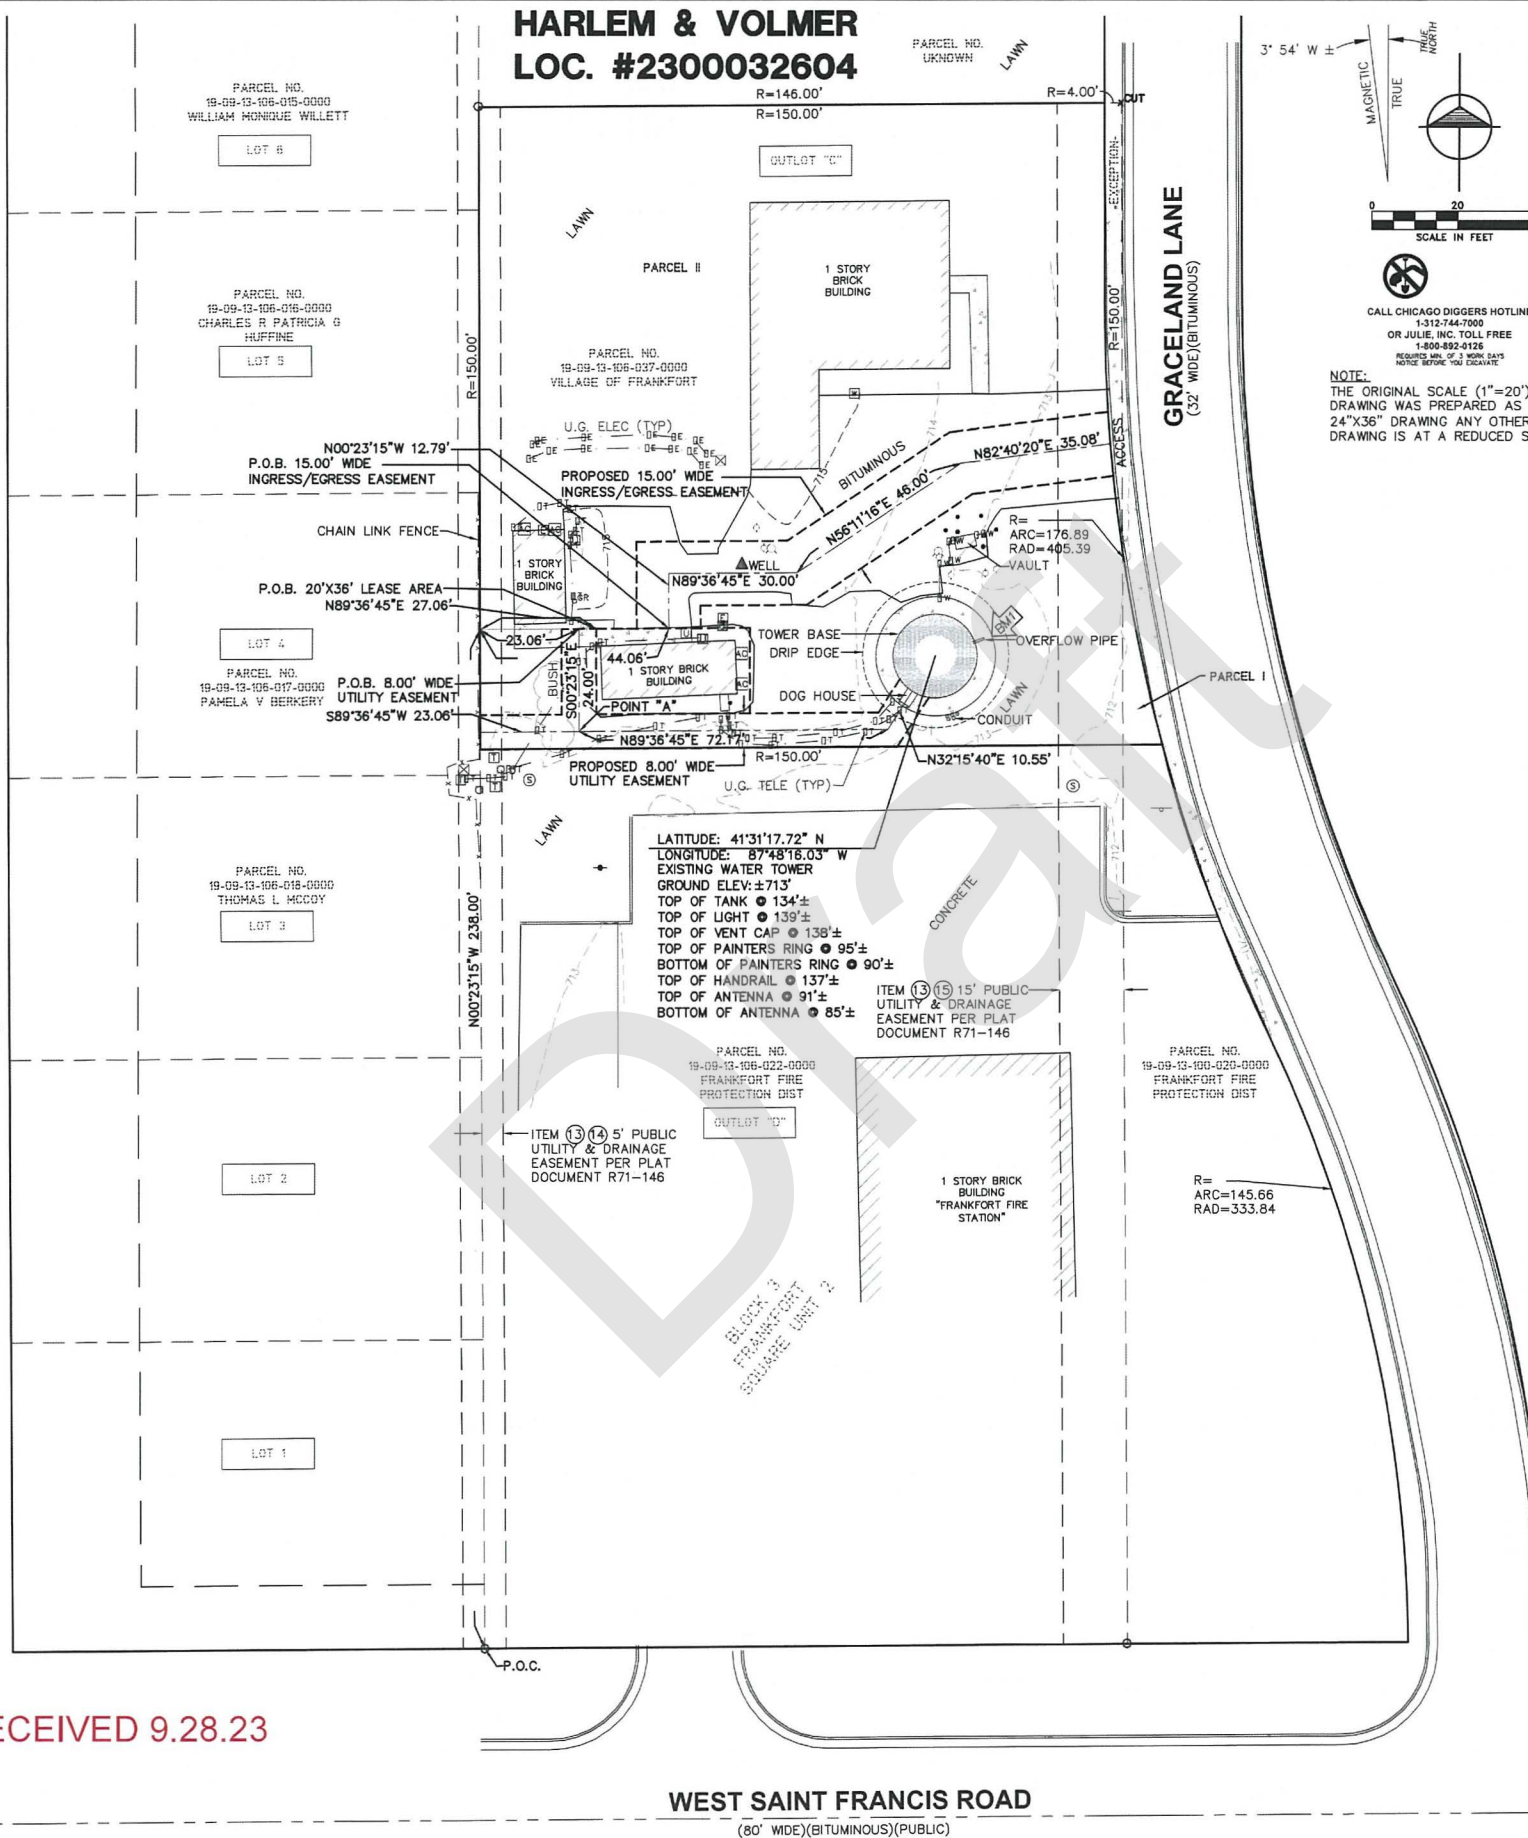 HARLEM & VOLMER
LOC. #2300032604
PARCEL NO.
UKNOWN
LAWN
3° 54' W ±
TRUE
NORTH
MAGNETIC
TRUE
R=146.00'
R=150.00'
R=4.00'
CUT
PARCEL NO.
19-09-13-106-015-0000
WILLIAM MONIQUE WILLETT
LOT 6
OUTLOT "C"
EXCEPTION
GRACELAND LANE
(32' WIDE)(BITUMINOUS)
0 20
SCALE IN FEET
CALL CHICAGO DIGGERS HOTLINE
1-312-744-7000
OR JULIE, INC. TOLL FREE
1-800-892-0126
REQUIRES MIN. OF 3 WORK DAYS
NOTICE BEFORE YOU EXCAVATE
NOTE:
THE ORIGINAL SCALE (1"=20')
DRAWING WAS PREPARED AS
24"X36" DRAWING ANY OTHER
DRAWING IS AT A REDUCED S
LAWN
PARCEL II
1 STORY
BRICK
BUILDING
PARCEL NO.
19-09-13-106-016-0000
CHARLES R PATRICIA G
HUFFINE
LOT 5
R=150.00'
R=150.00'
PARCEL NO.
19-09-13-106-037-0000
VILLAGE OF FRANKFORT
U.G. ELEC (TYP)
N00°23'15"W 12.79'
P.O.B. 15.00' WIDE
INGRESS/EGRESS EASEMENT
PROPOSED 15.00' WIDE
INGRESS/EGRESS EASEMENT
BITUMINOUS
714
713
715
N82°40'20"E 35.08'
ACCESS
N56°11'16"E 46.00'
CHAIN LINK FENCE
1 STORY
BRICK
BUILDING
WELL
R=
ARC=176.89
RAD=405.39
VAULT
P.O.B. 20'X36' LEASE AREA
N89°36'45"E 27.06'
N89°36'45"E 30.00'
23.06'
44.06'
1 STORY BRICK
BUILDING
TOWER BASE
DRIP EDGE
BM1
OVERFLOW PIPE
LOT 4
PARCEL NO.
19-09-13-106-017-0000
PAMELA V BERKERY
P.O.B. 8.00' WIDE
UTILITY EASEMENT
S89°36'45"W 23.06'
BUSH
S00°23'15"E
24.00'
POINT "A"
DOG HOUSE
LAWN
CONDUIT
PARCEL I
712
N89°36'45"E 72.17'
R=150.00'
N32°15'40"E 10.55'
PROPOSED 8.00' WIDE
UTILITY EASEMENT
U.G. TELE (TYP)
LAWN
LATITUDE: 41°31'17.72" N
LONGITUDE: 87°48'16.03" W
EXISTING WATER TOWER
GROUND ELEV: ±713'
TOP OF TANK @ 134'±
TOP OF LIGHT @ 139'±
TOP OF VENT CAP @ 138'±
TOP OF PAINTERS RING @ 95'±
BOTTOM OF PAINTERS RING @ 90'±
TOP OF HANDRAIL @ 137'±
TOP OF ANTENNA @ 91'±
BOTTOM OF ANTENNA @ 85'±
CONCRETE
712
711
713
PARCEL NO.
19-09-13-106-018-0000
THOMAS L MCCOY
LOT 3
N00°23'15"W 238.00'
ITEM 13 15 15' PUBLIC
UTILITY & DRAINAGE
EASEMENT PER PLAT
DOCUMENT R71-146
PARCEL NO.
19-09-13-106-022-0000
FRANKFORT FIRE
PROTECTION DIST
OUTLOT "D"
PARCEL NO.
19-09-13-100-020-0000
FRANKFORT FIRE
PROTECTION DIST
ITEM 13 14 5' PUBLIC
UTILITY & DRAINAGE
EASEMENT PER PLAT
DOCUMENT R71-146
LOT 2
1 STORY BRICK
BUILDING
"FRANKFORT FIRE
STATION"
R=
ARC=145.66
RAD=333.84
BLOCK 3
FRANKFORT
SQUARE UNIT 2
LOT 1
P.O.C.
Draft
ECEIVED 9.28.23
WEST SAINT FRANCIS ROAD
(80' WIDE)(BITUMINOUS)(PUBLIC)